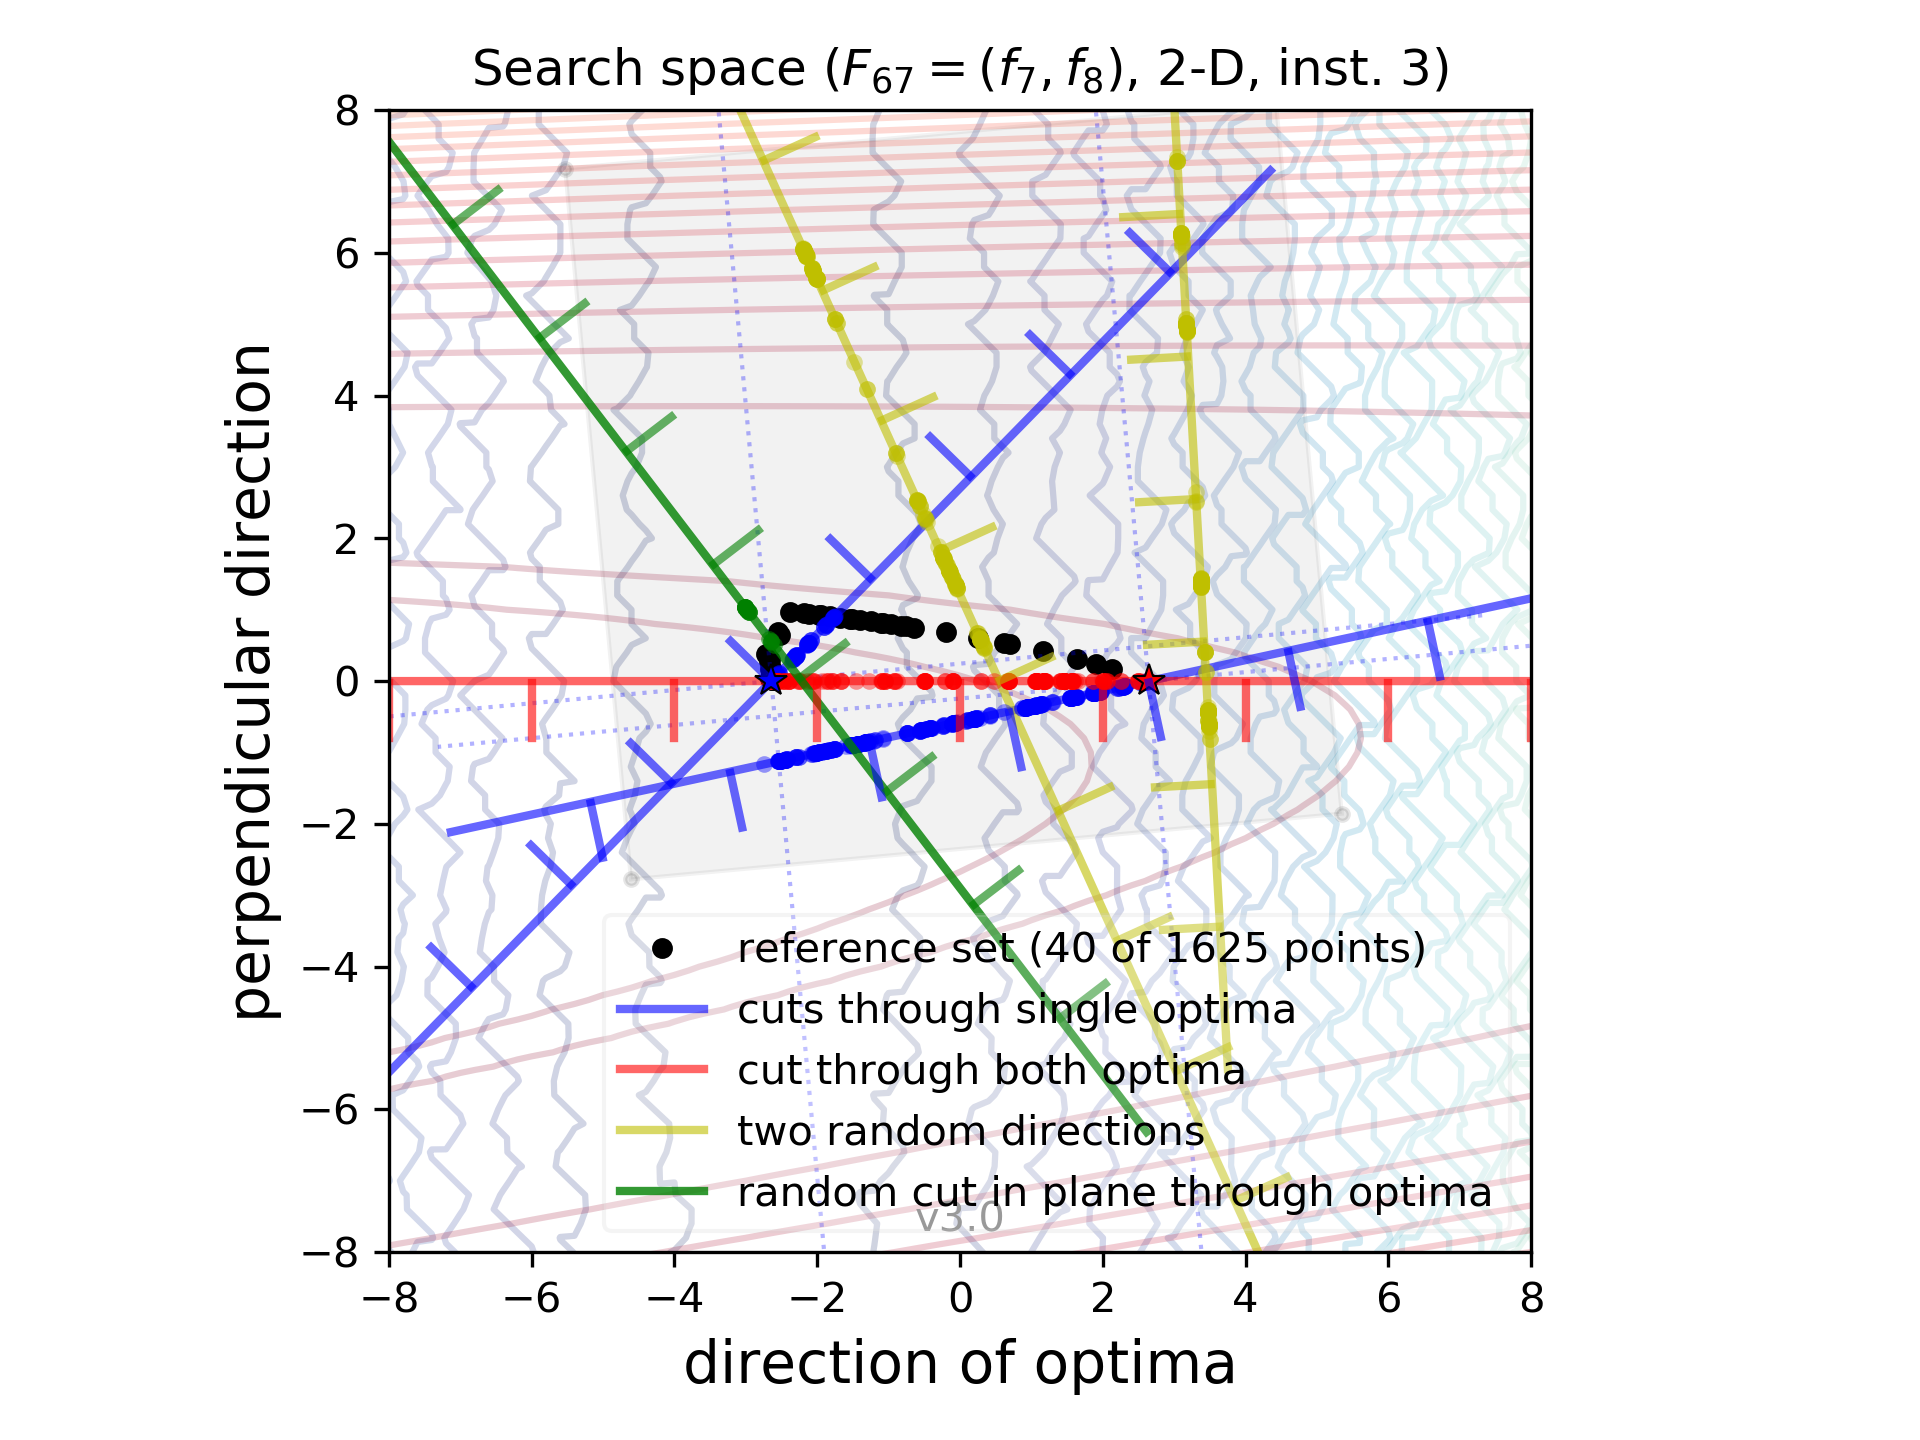 Search space (F₆₇ = (f₇, f₈), 2-D, inst. 3)
perpendicular direction
8
6
4
2
0
−2
−4
−6
−8
reference set (40 of 1625 points)
cuts through single optima
cut through both optima
two random directions
random cut in plane through optima
v3.0
−8 −6 −4 −2 0 2 4 6 8
direction of optima